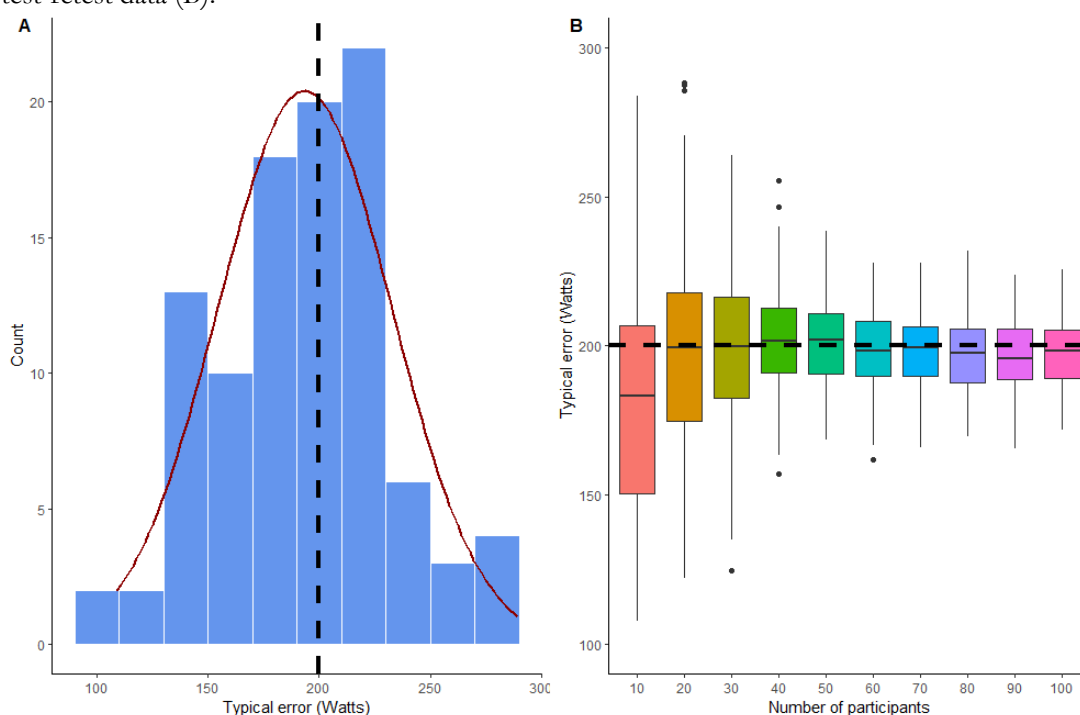 test-retest data (B).
A
Count
20
15
10
5
0
100 150 200 250 300
Typical error (Watts)
B
Typical error (Watts)
300
250
200
150
100
10 20 30 40 50 60 70 80 90 100
Number of participants